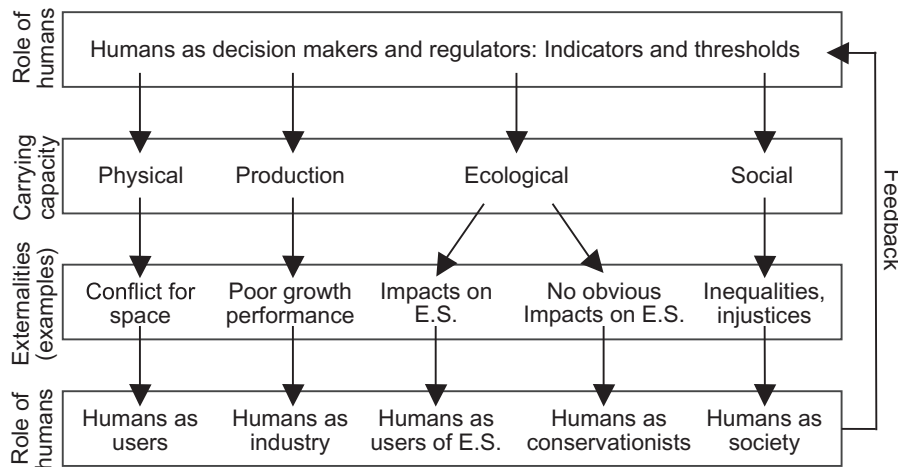 Role of
humans
Humans as decision makers and regulators: Indicators and thresholds
Carrying
capacity
Physical
Production
Ecological
Social
Feedback
Externalities
(examples)
Conflict for
space
Poor growth
performance
Impacts on
E.S.
No obvious
Impacts on E.S.
Inequalities,
injustices
Role of
humans
Humans as
users
Humans as
industry
Humans as
users of E.S.
Humans as
conservationists
Humans as
society